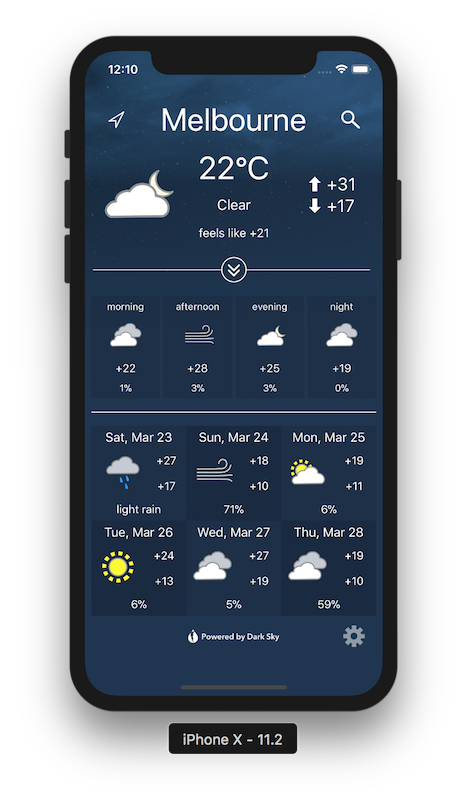 12:10
Melbourne
22°C
+31
Clear
+17
feels like +21
morning afternoon evening night
+22 +28 +25 +19
1% 3% 3% 0%
Sat, Mar 23 Sun, Mar 24 Mon, Mar 25
+27 +18 +19
+17 +10 +11
light rain 71% 6%
Tue, Mar 26 Wed, Mar 27 Thu, Mar 28
+24 +27 +19
+13 +19 +10
6% 5% 59%
Powered by Dark Sky
iPhone X - 11.2